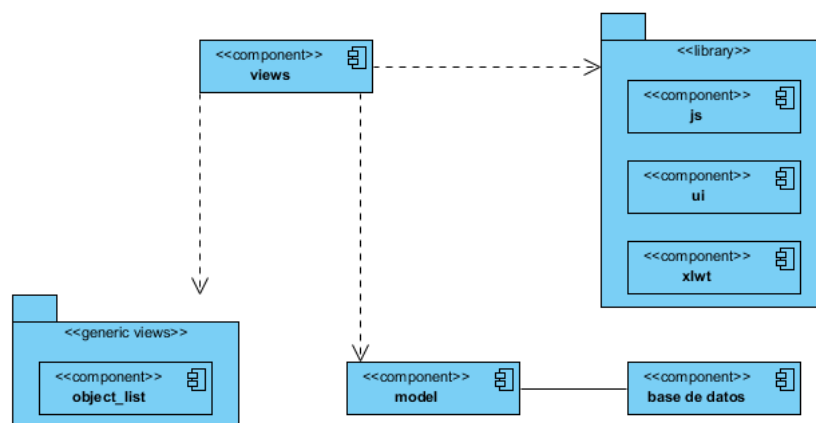 <<component>>
views
<<library>>
<<component>>
js
<<component>>
ui
<<component>>
xlwt
<<generic views>>
<<component>>
object_list
<<component>>
model
<<component>>
base de datos